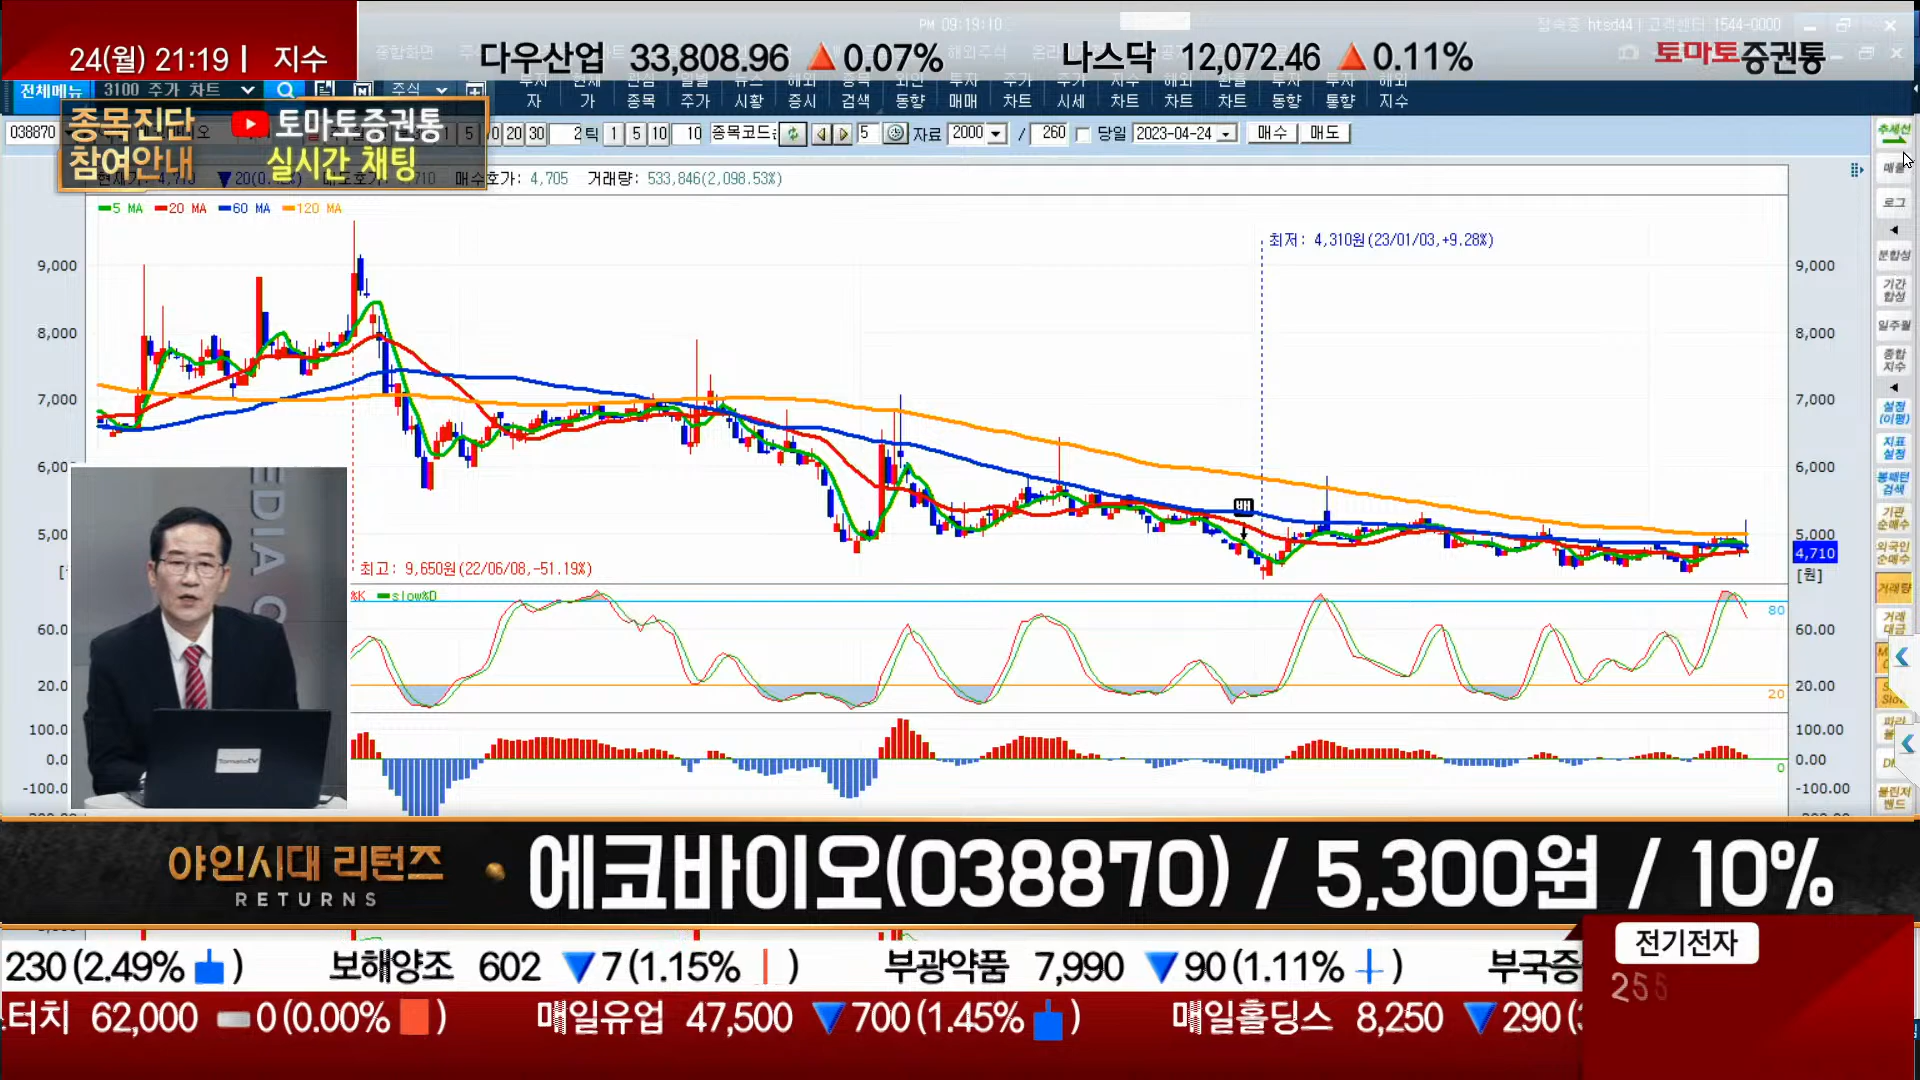 PM 09:19:10
접속중 htsd44 | 고객센터 1544-0000
24(월) 21:19 | 지수
다우산업 33,808.96 ▲0.07%
나스닥 12,072.46 ▲0.11%
토마토증권통
전체메뉴 3100 주가 차트
주식
종목진단 토마토증권통
참여안내 실시간 채팅
038870
5 10 20 30 2틱 1 5 10 10 종목코드 5 자료 2000 / 260 당일 2023-04-24 매수 매도
매수호가: 4,705 거래량: 533,846(2,098.53%)
5 MA 20 MA 60 MA 120 MA
최저: 4,310원(23/01/03,+9.28%)
9,000 9,000
8,000 8,000
7,000 7,000
6,000 6,000
5,000
4,710
[원]
최고: 9,650원(22/06/08,-51.19%)
%K slow%D
80
60.0 60.00
20.0 20.00
20
100.0 100.00
0.0 0.00
0
-100.0 -100.00
추세선
매물
로그
분할성
기간
합성
일주월
종합
지수
설정
(이평)
지표
설정
봉패턴
검색
기관
순매수
외국인
순매수
거래량
거래
대금
볼린저
밴드
EDIA
TomatoTV
야인시대 리턴즈
RETURNS
에코바이오(038870) / 5,300원 / 10%
230(2.49% ) 보해양조 602 ▼7(1.15% ) 부광약품 7,990 ▼90(1.11% ) 부국증
전기전자
255
터치 62,000 0(0.00% ) 매일유업 47,500 ▼700(1.45% ) 매일홀딩스 8,250 ▼290(